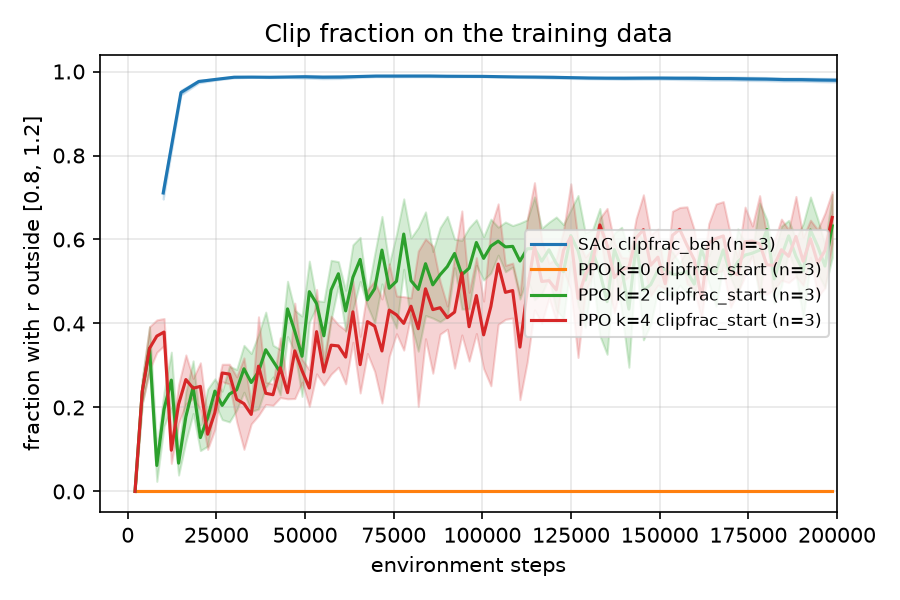 Clip fraction on the training data
fraction with r outside [0.8, 1.2]
1.0
0.8
0.6
0.4
0.2
0.0
SAC clipfrac_beh (n=3)
PPO k=0 clipfrac_start (n=3)
PPO k=2 clipfrac_start (n=3)
PPO k=4 clipfrac_start (n=3)
0 25000 50000 75000 100000 125000 150000 175000 200000
environment steps